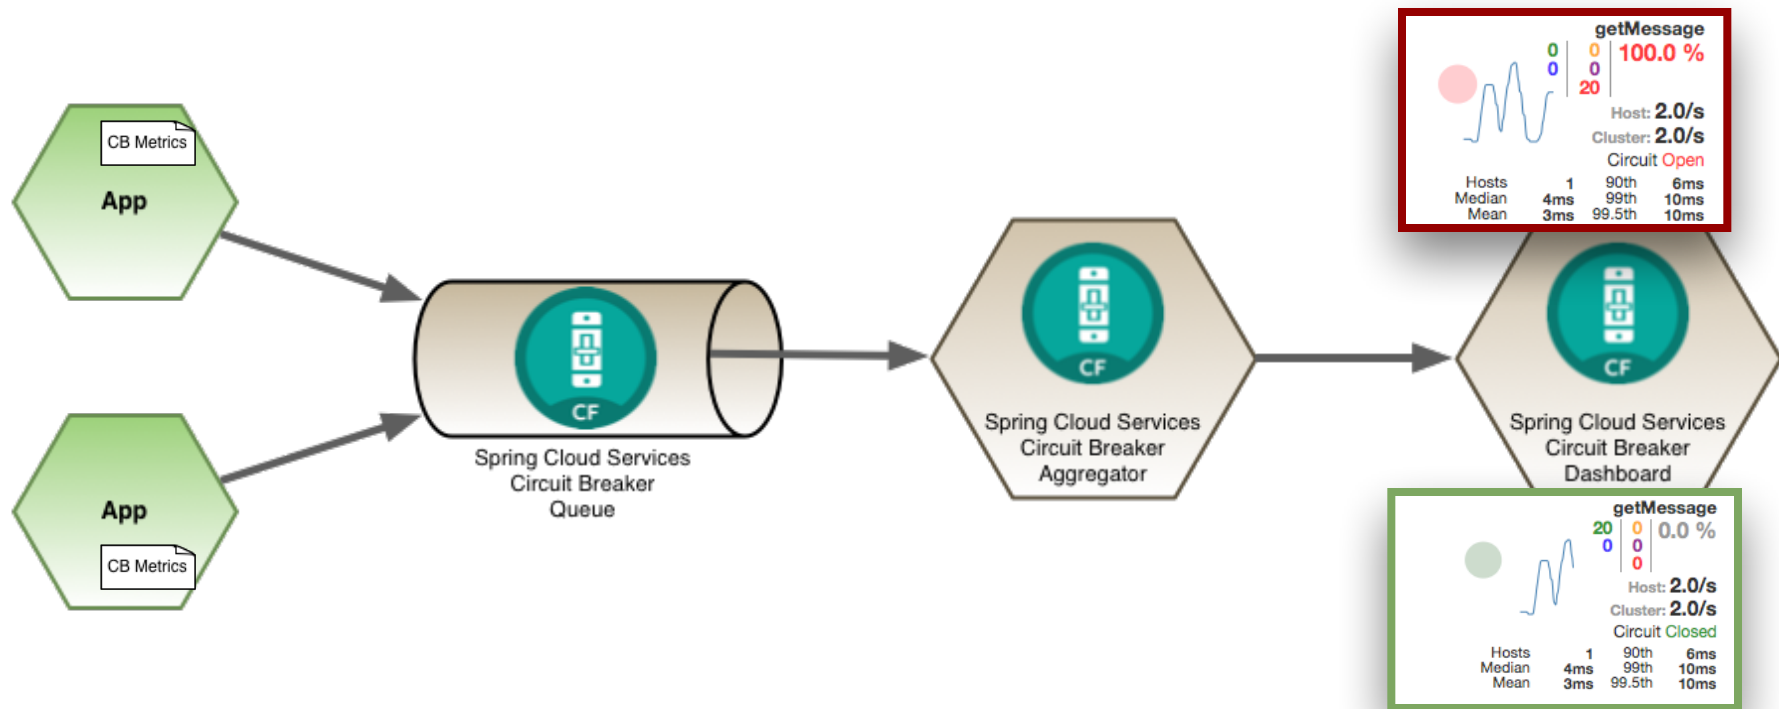 CB Metrics
App
App
CB Metrics
CF
Spring Cloud Services
Circuit Breaker
Queue
CF
Spring Cloud Services
Circuit Breaker
Aggregator
getMessage
0 0 100.0 %
0 0
20
Host: 2.0/s
Cluster: 2.0/s
Circuit Open
Hosts 1 90th 6ms
Median 4ms 99th 10ms
Mean 3ms 99.5th 10ms
CF
Spring Cloud Services
Circuit Breaker
Dashboard
getMessage
20 0 0.0 %
0 0
0
Host: 2.0/s
Cluster: 2.0/s
Circuit Closed
Hosts 1 90th 6ms
Median 4ms 99th 10ms
Mean 3ms 99.5th 10ms